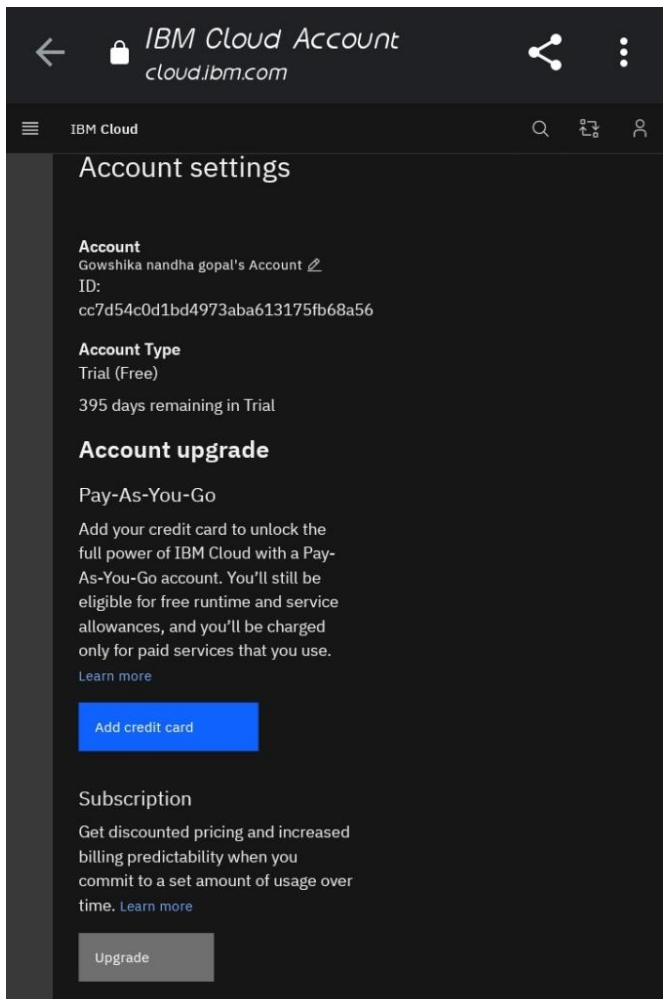 IBM Cloud Account
cloud.ibm.com
IBM Cloud
Account settings
Account
Gowshika nandha gopal's Account
ID:
cc7d54c0d1bd4973aba613175fb68a56
Account Type
Trial (Free)
395 days remaining in Trial
Account upgrade
Pay-As-You-Go
Add your credit card to unlock the
full power of IBM Cloud with a Pay-
As-You-Go account. You’ll still be
eligible for free runtime and service
allowances, and you’ll be charged
only for paid services that you use.
Learn more
Add credit card
Subscription
Get discounted pricing and increased
billing predictability when you
commit to a set amount of usage over
time. Learn more
Upgrade